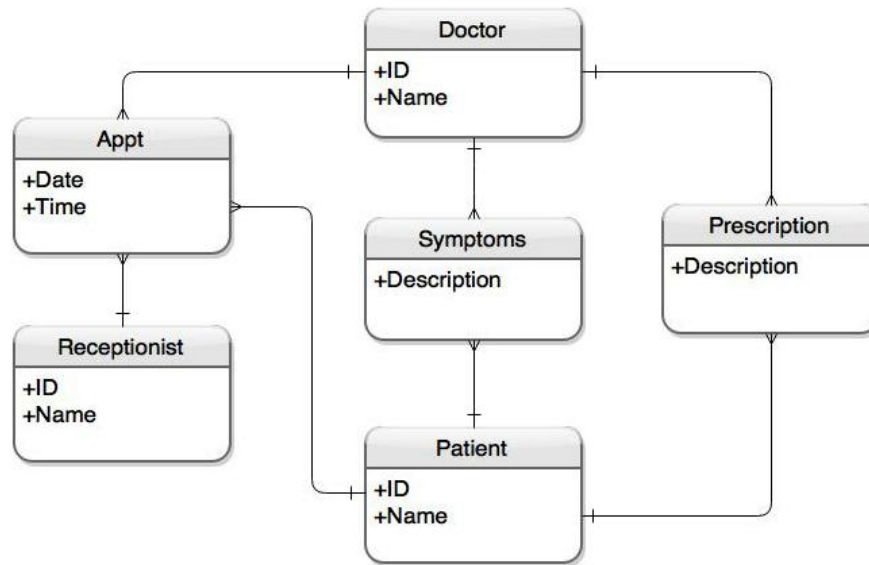 Doctor
+ID
+Name
Appt
+Date
+Time
Symptoms
+Description
Prescription
+Description
Receptionist
+ID
+Name
Patient
+ID
+Name